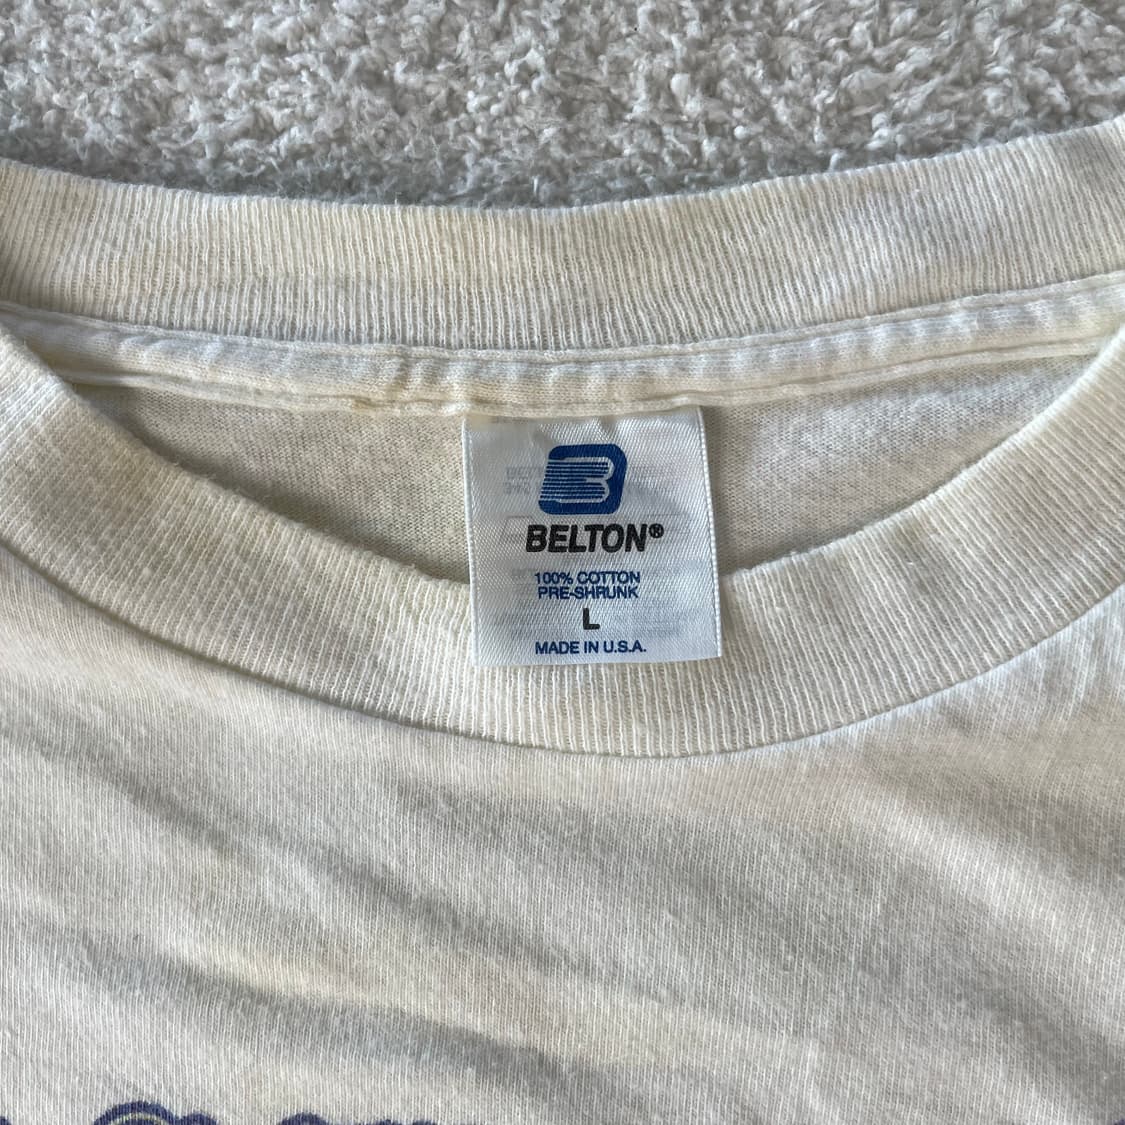 BELTON®
100% COTTON
PRE-SHRUNK
L
MADE IN U.S.A.